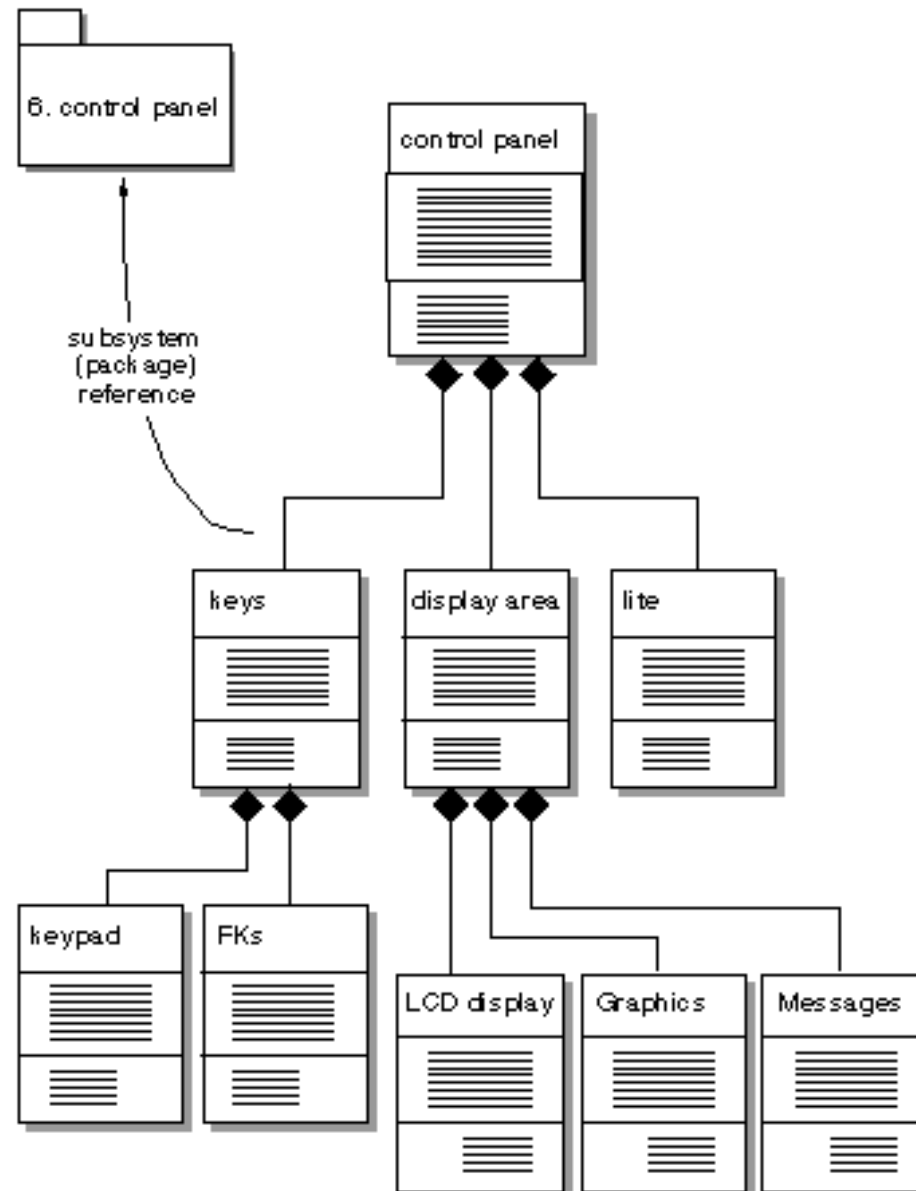 6. control panel
control panel
subsystem
(package)
reference
keys
display area
lite
keypad
FKs
LCD display
Graphics
Messages